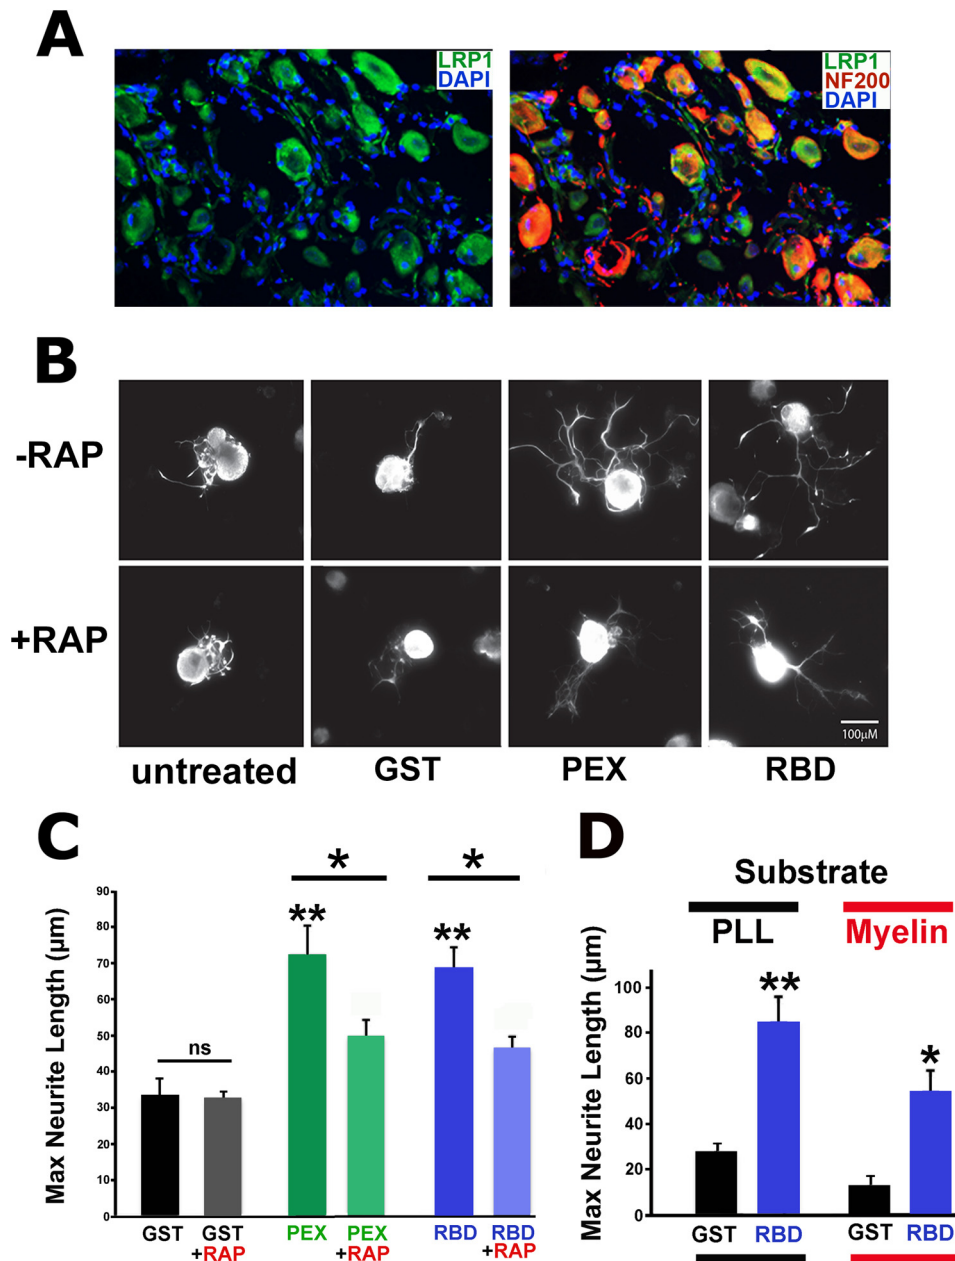 A
LRP1
DAPI
LRP1
NF200
DAPI
B
-RAP
+RAP
100µM
untreated GST PEX RBD
C
* *
** **
ns
Max Neurite Length (µm)
90
80
70
60
50
40
30
20
10
0
GST GST PEX PEX RBD RBD
+RAP +RAP +RAP
D
Substrate
PLL Myelin
**
*
Max Neurite Length (µm)
100
80
60
40
20
0
GST RBD GST RBD